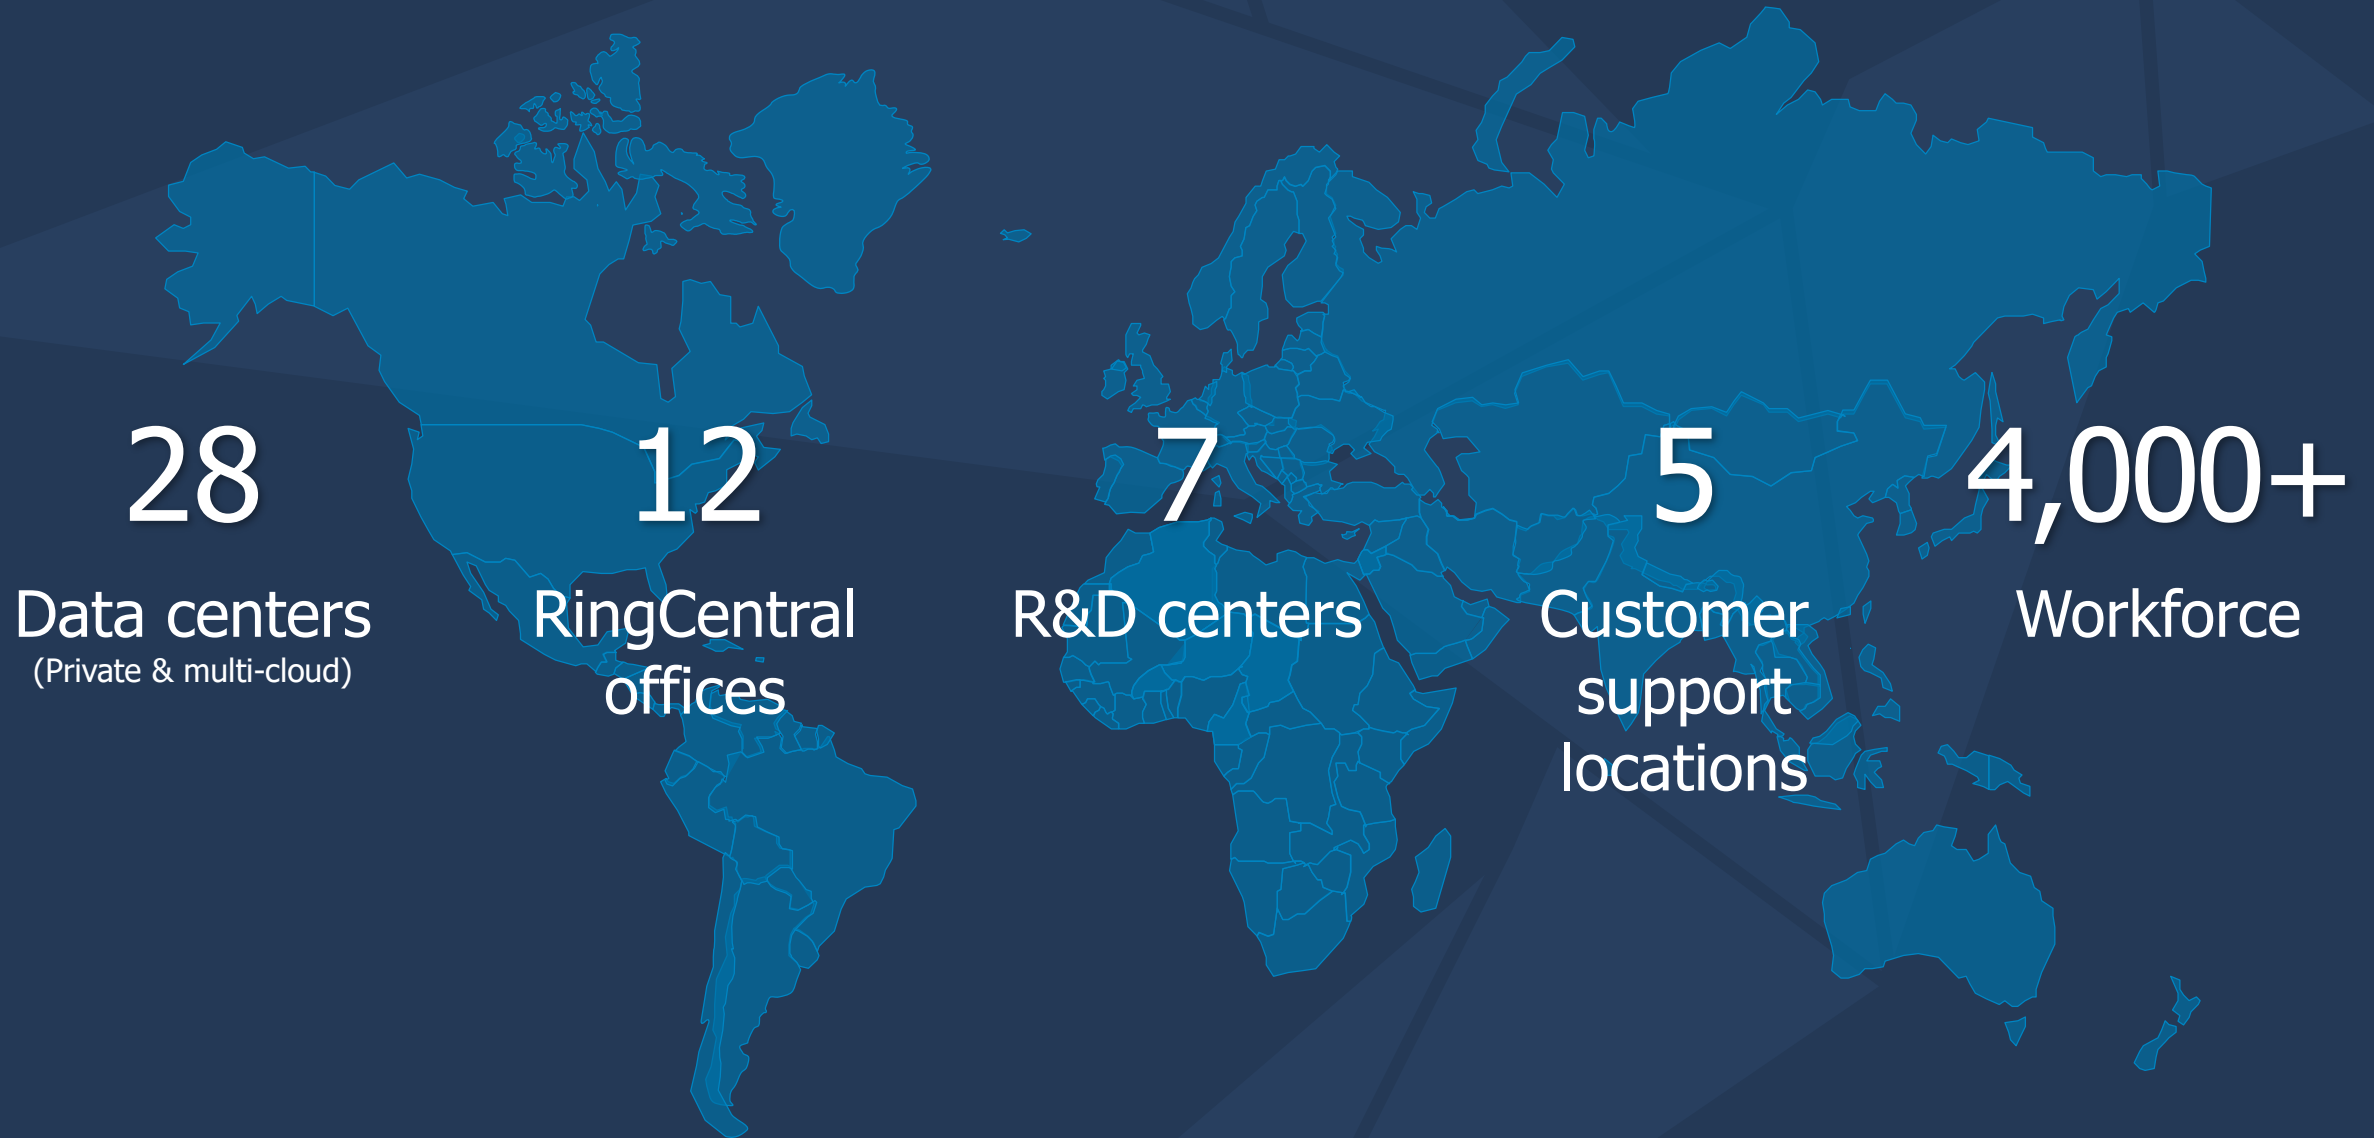 28
Data centers
(Private & multi-cloud)
12
RingCentral
offices
7
R&D centers
5
Customer
support
locations
4,000+
Workforce